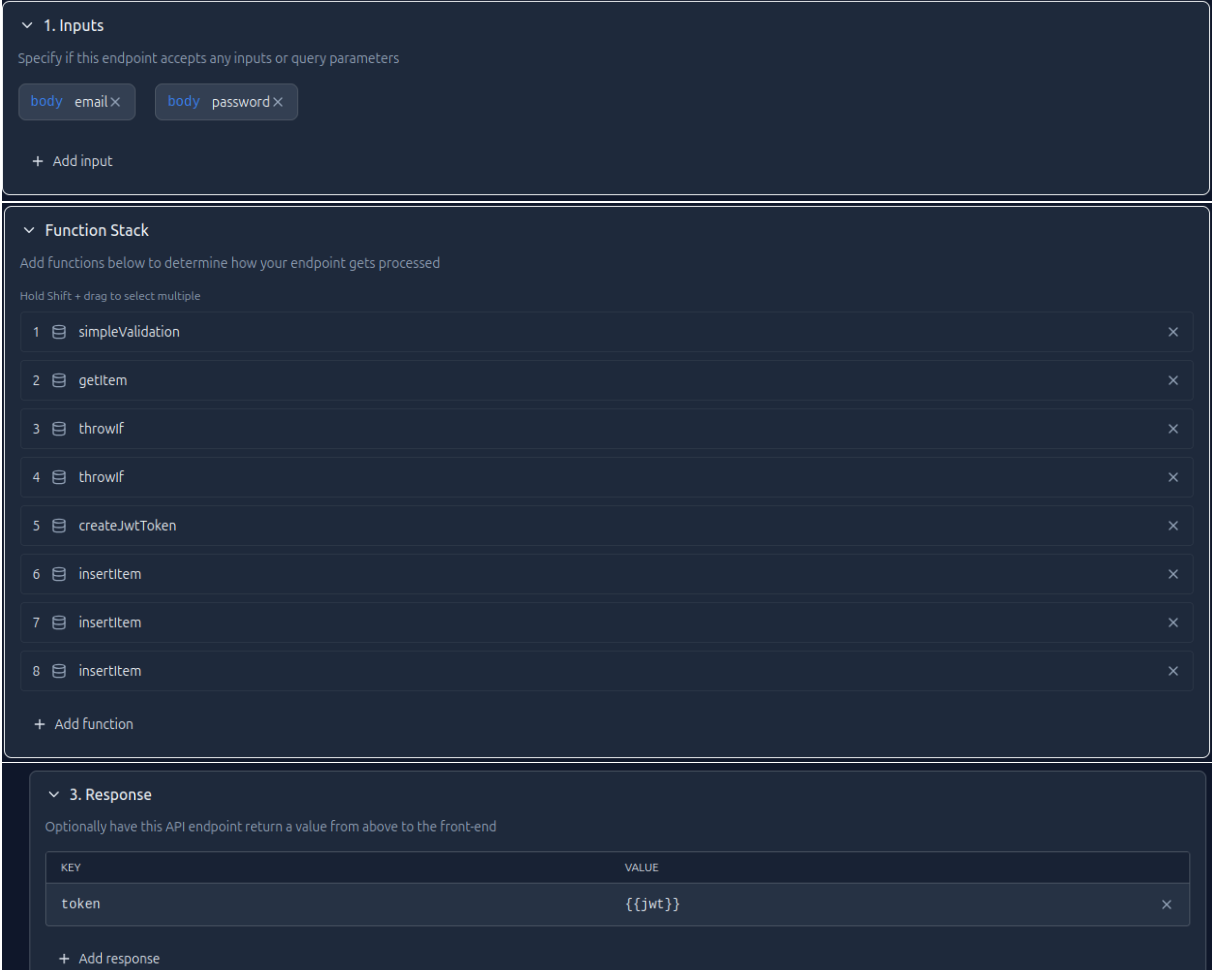 1. Inputs
Specify if this endpoint accepts any inputs or query parameters
body email × body password ×
+ Add input
Function Stack
Add functions below to determine how your endpoint gets processed
Hold Shift + drag to select multiple
1 simpleValidation ×
2 getItem ×
3 throwIf ×
4 throwIf ×
5 createJwtToken ×
6 insertItem ×
7 insertItem ×
8 insertItem ×
+ Add function
3. Response
Optionally have this API endpoint return a value from above to the front-end
KEY VALUE
token {{jwt}} ×
+ Add response